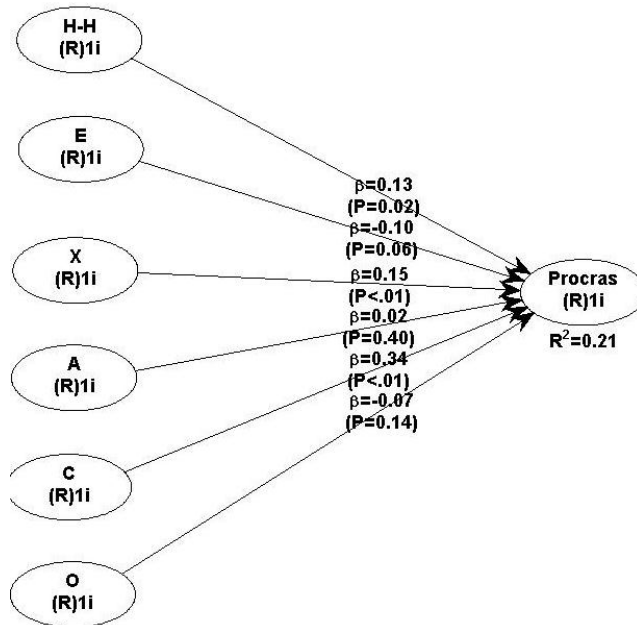 H-H
(R)1i
E
(R)1i
X
(R)1i
A
(R)1i
C
(R)1i
O
(R)1i
β=0.13
(P=0.02)
β=-0.10
(P=0.06)
β=0.15
(P<.01)
β=0.02
(P=0.40)
β=0.34
(P<.01)
β=-0.07
(P=0.14)
Procras
(R)1i
R²=0.21